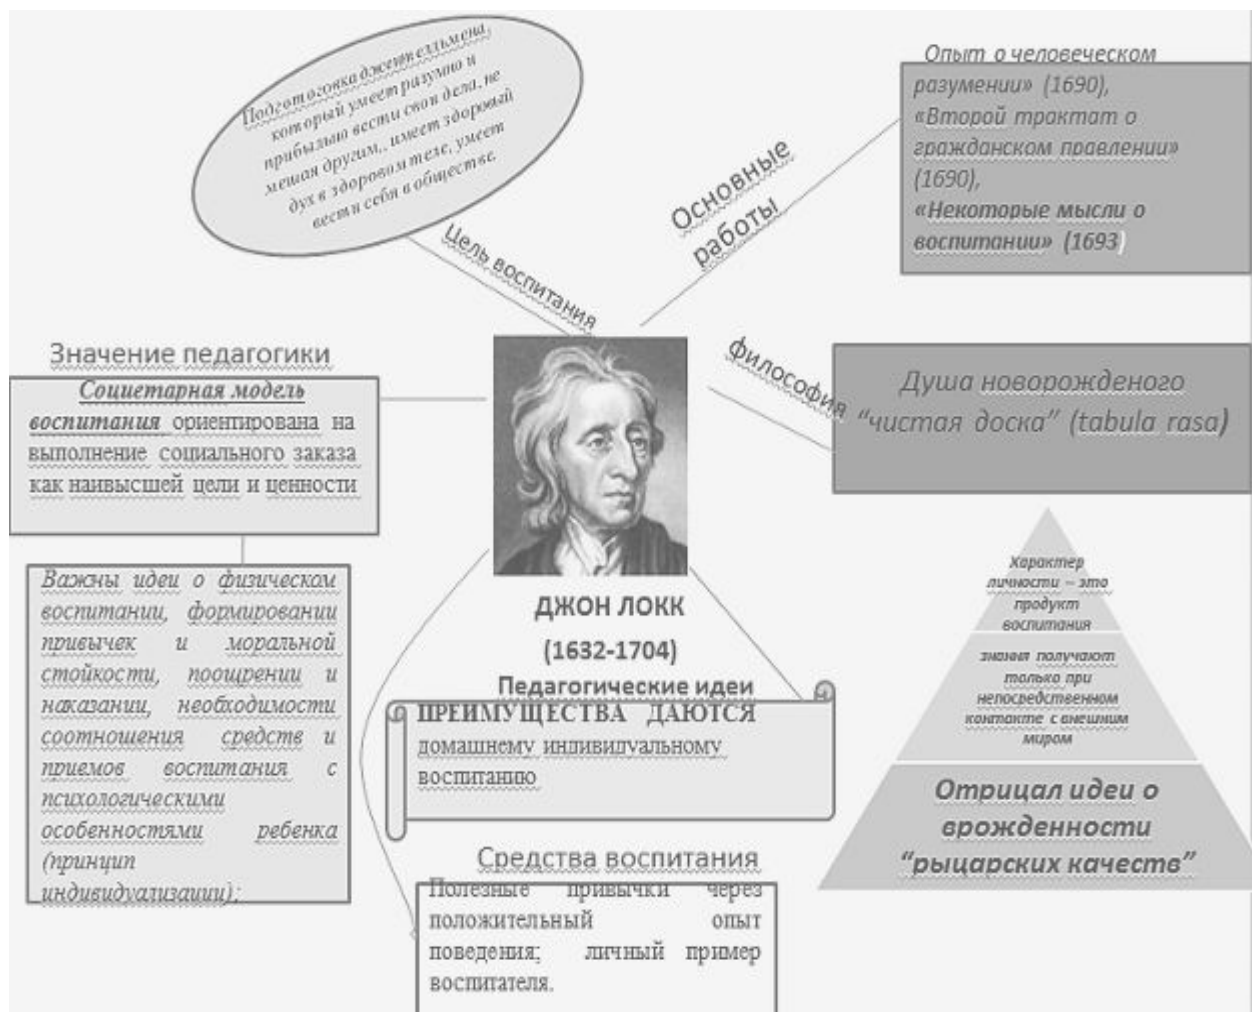 Подготовка джентельмена,
который умеет разумно и
прибылью вести свои дела, не
мешая другим,, имеет здоровый
дух в здоровом теле, умеет
вести себя в обществе.
Цель воспитания
Основные
работы
Опыт о человеческом
разумении» (1690),
«Второй трактат о
гражданском правлении»
(1690),
«Некоторые мысли о
воспитании» (1693)
Значение педагогики
Социетарная модель
воспитания ориентирована на
выполнение социального заказа
как наивысшей цели и ценности
философия
Душа новорожденого
“чистая доска” (tabula rasa)
Важны идеи о физическом
воспитании, формировании
привычек и моральной
стойкости, поощрении и
наказании, необходимости
соотношения средств и
приемов воспитания с
психологическими
особенностями ребенка
(принцип
индивидуализации);
ДЖОН ЛОКК
(1632-1704)
Педагогические идеи
ПРЕИМУЩЕСТВА ДАЮТСЯ
домашнему индивидуальному
воспитанию
Характер
личности – это
продукт
воспитания
знання получают
только при
непосредственном
контакте с внешним
миром
Отрицал идеи о
врожденности
“рыцарских качеств”
Средства воспитания
Полезные привычки через
положительный опыт
поведения; личный пример
воспитателя.